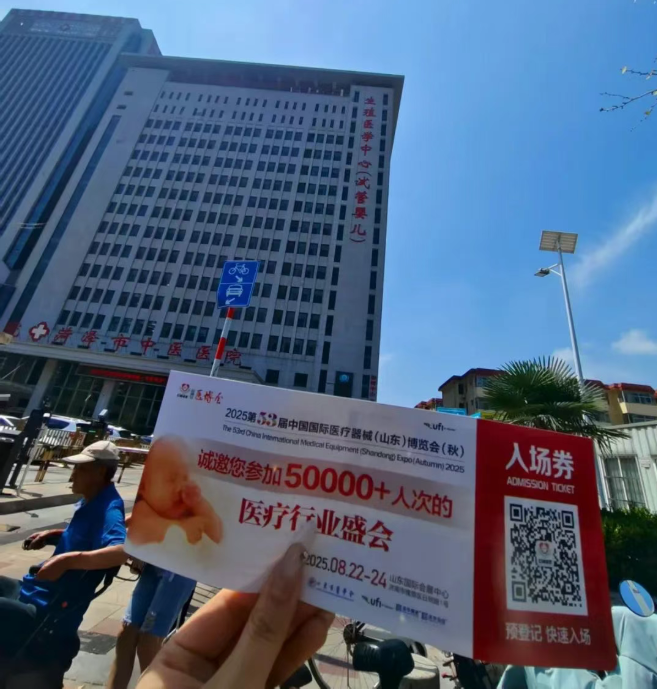 生殖医学中心(试管婴儿)
菏泽市中医医院
医博会
ufi
2025第53届中国国际医疗器械(山东)博览会(秋)
The 53rd China International Medical Equipment (Shandong) Expo (Autumn) 2025
诚邀您参加50000+人次的
医疗行业盛会
2025.08.22-24
山东国际会展中心
ufi
入场券
ADMISSION TICKET
预登记 快速入场